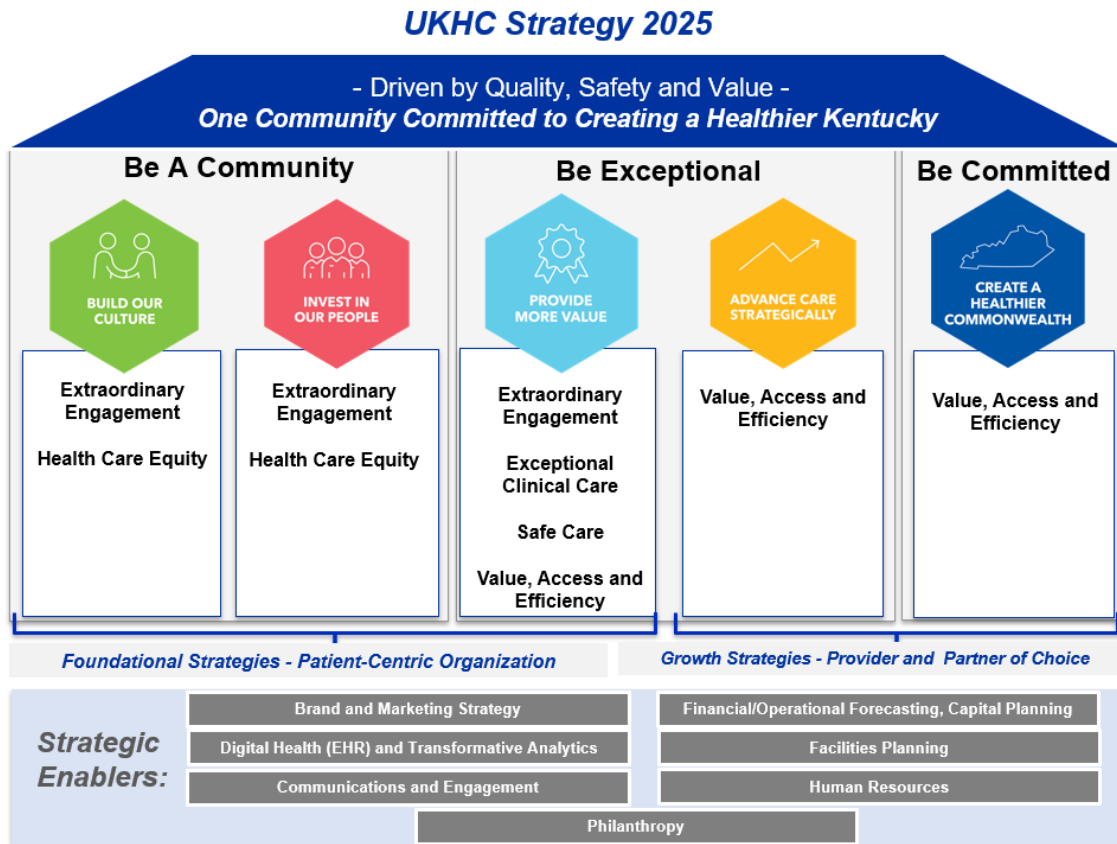 UKHC Strategy 2025
- Driven by Quality, Safety and Value -
One Community Committed to Creating a Healthier Kentucky
Be A Community
Be Exceptional
Be Committed
BUILD OUR
CULTURE
INVEST IN
OUR PEOPLE
PROVIDE
MORE VALUE
ADVANCE CARE
STRATEGICALLY
CREATE A
HEALTHIER
COMMONWEALTH
Extraordinary
Engagement
Health Care Equity
Extraordinary
Engagement
Health Care Equity
Extraordinary
Engagement
Exceptional
Clinical Care
Safe Care
Value, Access and
Efficiency
Value, Access and
Efficiency
Value, Access and
Efficiency
Foundational Strategies - Patient-Centric Organization
Growth Strategies - Provider and Partner of Choice
Strategic
Enablers:
Brand and Marketing Strategy
Digital Health (EHR) and Transformative Analytics
Communications and Engagement
Financial/Operational Forecasting, Capital Planning
Facilities Planning
Human Resources
Philanthropy